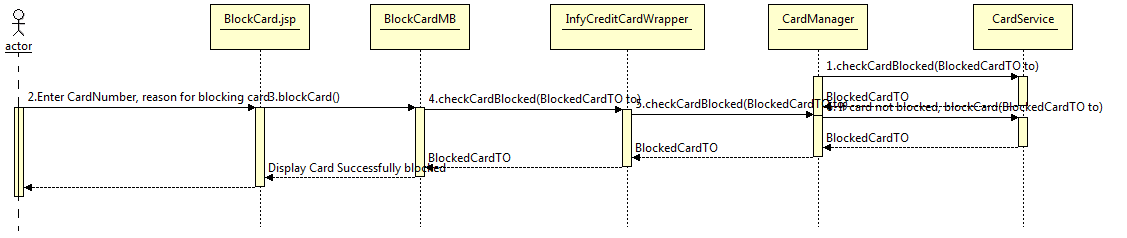 BlockCard.jsp
BlockCardMB
InfyCreditCardWrapper
CardManager
CardService
actor
1.checkCardBlocked(BlockedCardTO to)
2.Enter CardNumber, reason for blocking card
3.blockCard()
4.checkCardBlocked(BlockedCardTO to)
5.checkCardBlocked(BlockedCardTO to)
BlockedCardTO
If card not blocked, blockCard(BlockedCardTO to)
BlockedCardTO
BlockedCardTO
BlockedCardTO
Display Card Successfully blocked